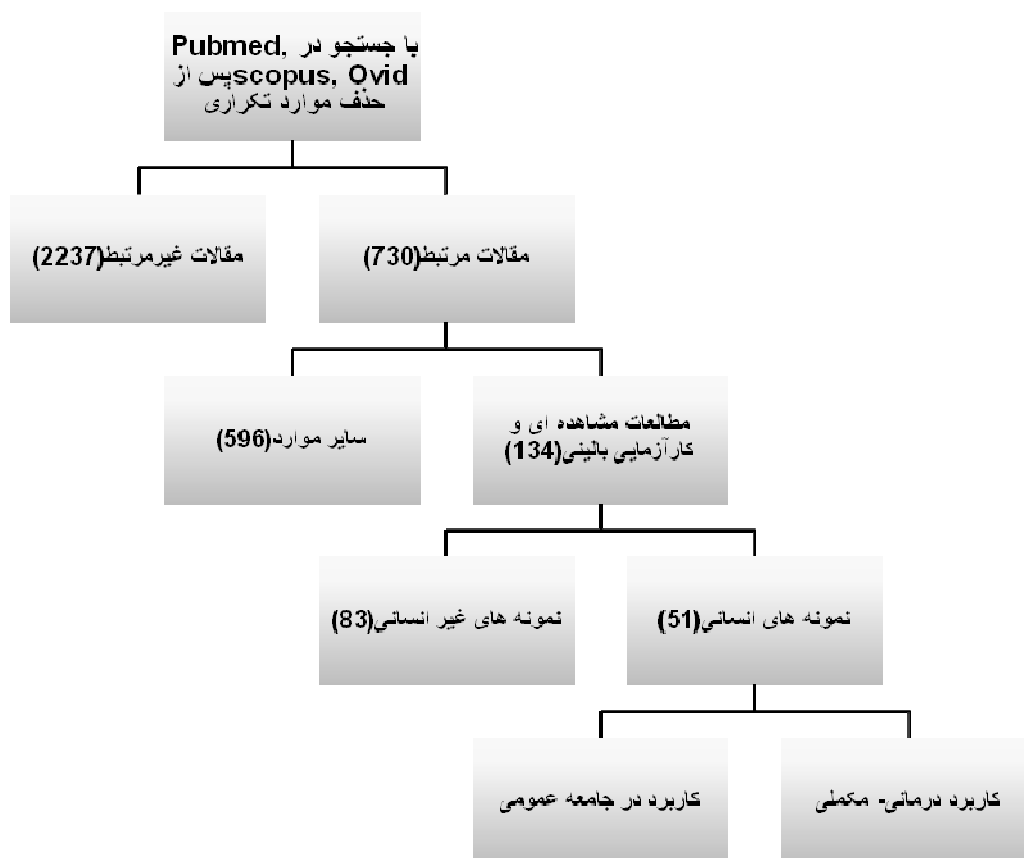 با جستجو در Pubmed,
scopus, Ovid پس از
حذف موارد تکراری
مقالات غیرمرتبط(2237)
مقالات مرتبط(730)
سایر موارد(596)
مطالعات مشاهده ای و
کارآزمایی بالینی(134)
نمونه های غیر انسانی(83)
نمونه های انسانی(51)
کاربرد در جامعه عمومی
کاربرد درمانی- مکملی